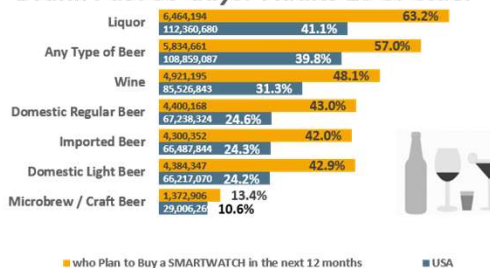 Liquor 6,464,194 63.2%
112,360,680 41.1%
Any Type of Beer 5,834,661 57.0%
108,859,087 39.8%
Wine 4,921,195 48.1%
85,526,843 31.3%
Domestic Regular Beer 4,400,168 43.0%
67,238,324 24.6%
Imported Beer 4,300,352 42.0%
66,487,844 24.3%
Domestic Light Beer 4,384,347 42.9%
66,217,070 24.2%
Microbrew / Craft Beer 1,372,906 13.4%
29,006,26 10.6%
who Plan to Buy a SMARTWATCH in the next 12 months USA